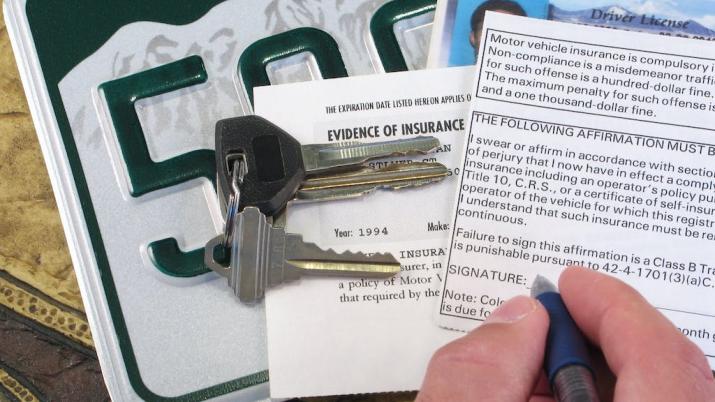 Driver License
Motor vehicle insurance is compulsory
Non-compliance is a misdemeanor traffi
for such offense is a hundred-dollar fine.
The maximum penalty for such offense is
and a one thousand-dollar fine.
THE FOLLOWING AFFIRMATION MUST B
I swear or affirm in accordance with section
of perjury that I now have in effect a compl
insurance including an operator's policy pu
Title 10, C.R.S., or a certificate of self-insur
operator of the vehicle for which this registr
I understand that such insurance must be re
continuous.
Failure to sign this affirmation is a Class B Tra
is punishable pursuant to 42-4-1701(3)(a)C.
SIGNATURE:
Note: Colo
is due fo
onth g
THE EXPIRATION DATE LISTED HEREON APPLIES O
EVIDENCE OF INSURANCE
Year: 1994 Make:
INSURA
surer, in
a policy of Motor V
that required by the